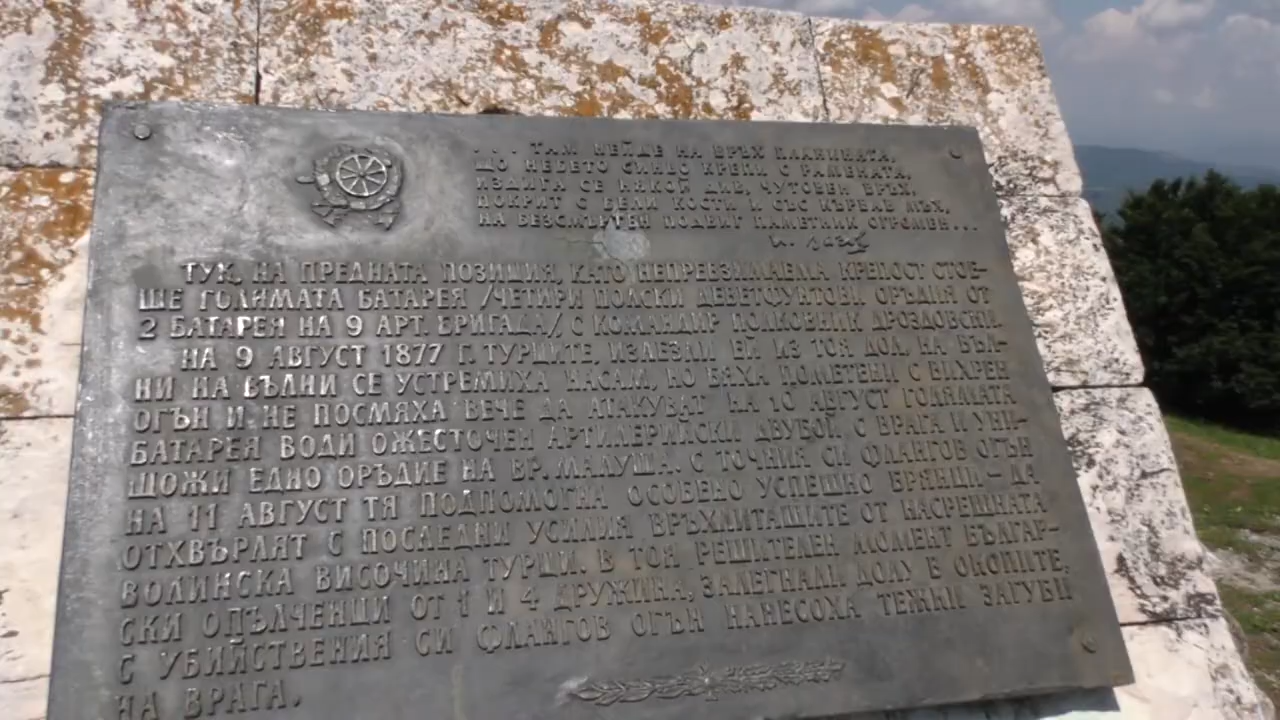 ... ТАМ НЕЙДЕ НА ВРЪХ ПЛАНИНАТА,
ЩО НЕБЕТО СИНЬО КРЕПИ С РАМЕНАТА,
ИЗДИГА СЕ НЯКОЙ ДИВ, ЧУТОВЕН ВРЪХ,
ПОКРИТ С БЕЛИ КОСТИ И СЪС КЪРВАВ МЪХ,
НА БЕЗСМЪРТЕН ПОДВИГ ПАМЕТНИК ОГРОМЕН...
И. Вазов
ТУК, НА ПРЕДНАТА ПОЗИЦИЯ, КАТО НЕПРЕВЗИМАЕМА КРЕПОСТ СТОЕ-
ШЕ ГОЛЯМАТА БАТАРЕЯ /ЧЕТИРИ ПОЛСКИ ДЕВЕТФУНТОВИ ОРЪДИЯ ОТ
2 БАТАРЕЯ НА 9 АРТ. БРИГАДА/ С КОМАНДИР ПОЛКОВНИК ДРОЗДОВСКИ.
НА 9 АВГУСТ 1877 Г. ТУРЦИТЕ, ИЗЛЕЗЛИ ЕЙ ИЗ ТОЯ ДОЛ, НА ВЪЛ-
НИ НА ВЪЛНИ СЕ УСТРЕМИХА НАСАМ, НО БЯХА ПОМЕТЕНИ С ВИХРЕН
ОГЪН И НЕ ПОСМЯХА ВЕЧЕ ДА АТАКУВАТ. НА 10 АВГУСТ ГОЛЯМАТА
БАТАРЕЯ ВОДИ ОЖЕСТОЧЕН АРТИЛЕРИЙСКИ ДВУБОЙ С ВРАГА И УНИ-
ЩОЖИ ЕДНО ОРЪДИЕ НА ВР. МАЛУША. С ТОЧНИЯ СИ ФЛАНГОВ ОГЪН
НА 11 АВГУСТ ТЯ ПОДПОМОГНА ОСОБЕНО УСПЕШНО БРЯНЦИ - ДА
ОТХВЪРЛЯТ С ПОСЛЕДНИ УСИЛИЯ ВРЪХЛИТАЩИТЕ ОТ НАСРЕЩНАТА
ВОЛИНСКА ВИСОЧИНА ТУРЦИ. В ТОЯ РЕШИТЕЛЕН МОМЕНТ БЪЛГАР-
СКИ ОПЪЛЧЕНЦИ ОТ 1 И 4 ДРУЖИНА, ЗАЛЕГНАЛИ ДОЛУ В ОКОПИТЕ,
С УБИЙСТВЕНИЯ СИ ФЛАНГОВ ОГЪН НАНЕСОХА ТЕЖКИ ЗАГУБИ
НА ВРАГА.